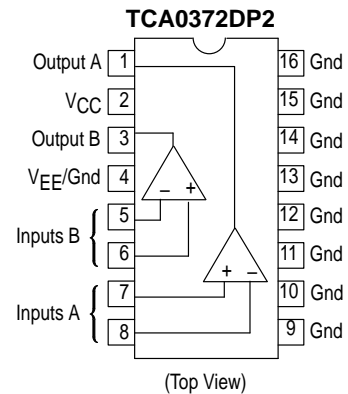 TCA0372DP2
Output A 1 16 Gnd
VCC 2 15 Gnd
Output B 3 14 Gnd
VEE/Gnd 4 13 Gnd
Inputs B { 5 − + 12 Gnd
6 11 Gnd
Inputs A { 7 + − 10 Gnd
8 9 Gnd
(Top View)